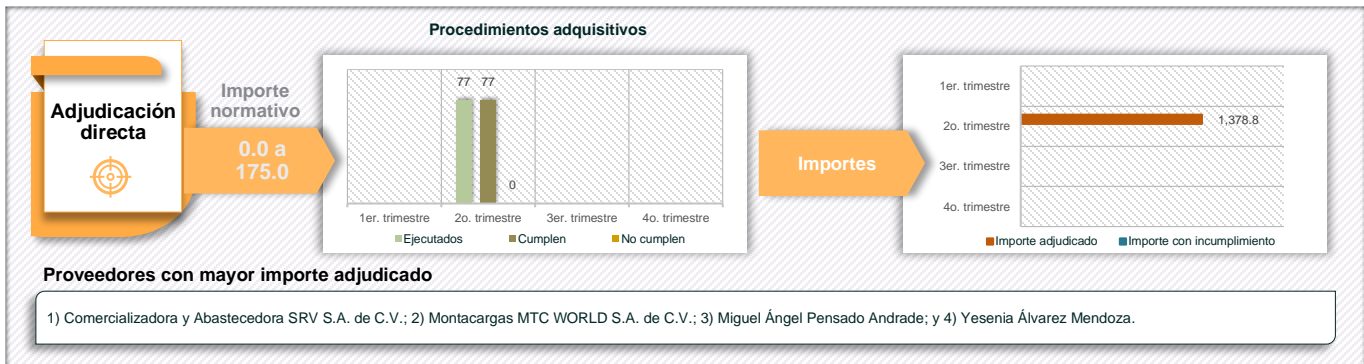 Procedimientos adquisitivos
Adjudicación
directa
Importe
normativo
0.0 a
175.0
77 77
0
1er. trimestre 2o. trimestre 3er. trimestre 4o. trimestre
Ejecutados Cumplen No cumplen
Importes
1er. trimestre
2o. trimestre 1,378.8
3er. trimestre
4o. trimestre
Importe adjudicado Importe con incumplimiento
Proveedores con mayor importe adjudicado
1) Comercializadora y Abastecedora SRV S.A. de C.V.; 2) Montacargas MTC WORLD S.A. de C.V.; 3) Miguel Ángel Pensado Andrade; y 4) Yesenia Álvarez Mendoza.